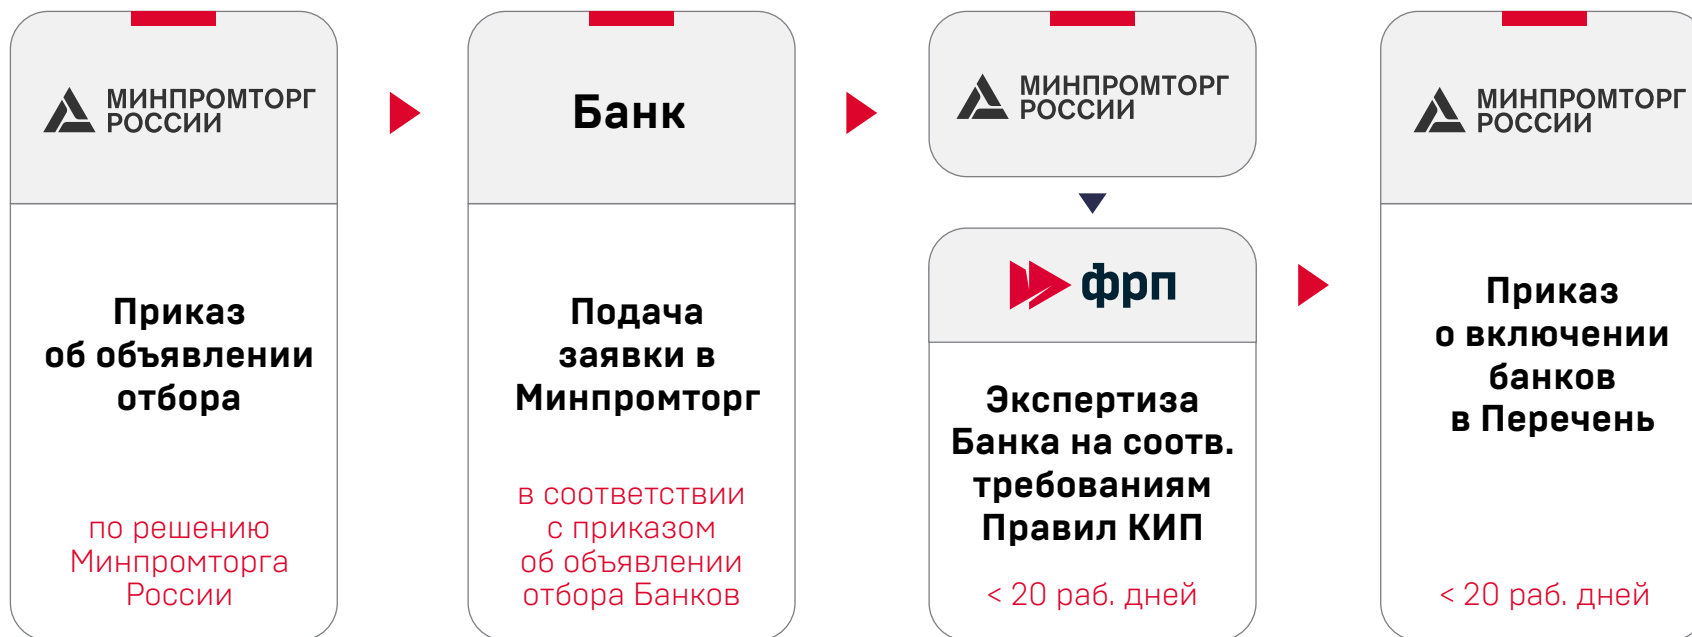 МИНПРОМТОРГ
РОССИИ
Приказ
об объявлении
отбора
по решению
Минпромторга
России
Банк
Подача
заявки в
Минпромторг
в соответствии
с приказом
об объявлении
отбора Банков
МИНПРОМТОРГ
РОССИИ
фрп
Экспертиза
Банка на соотв.
требованиям
Правил КИП
< 20 раб. дней
МИНПРОМТОРГ
РОССИИ
Приказ
о включении
банков
в Перечень
< 20 раб. дней